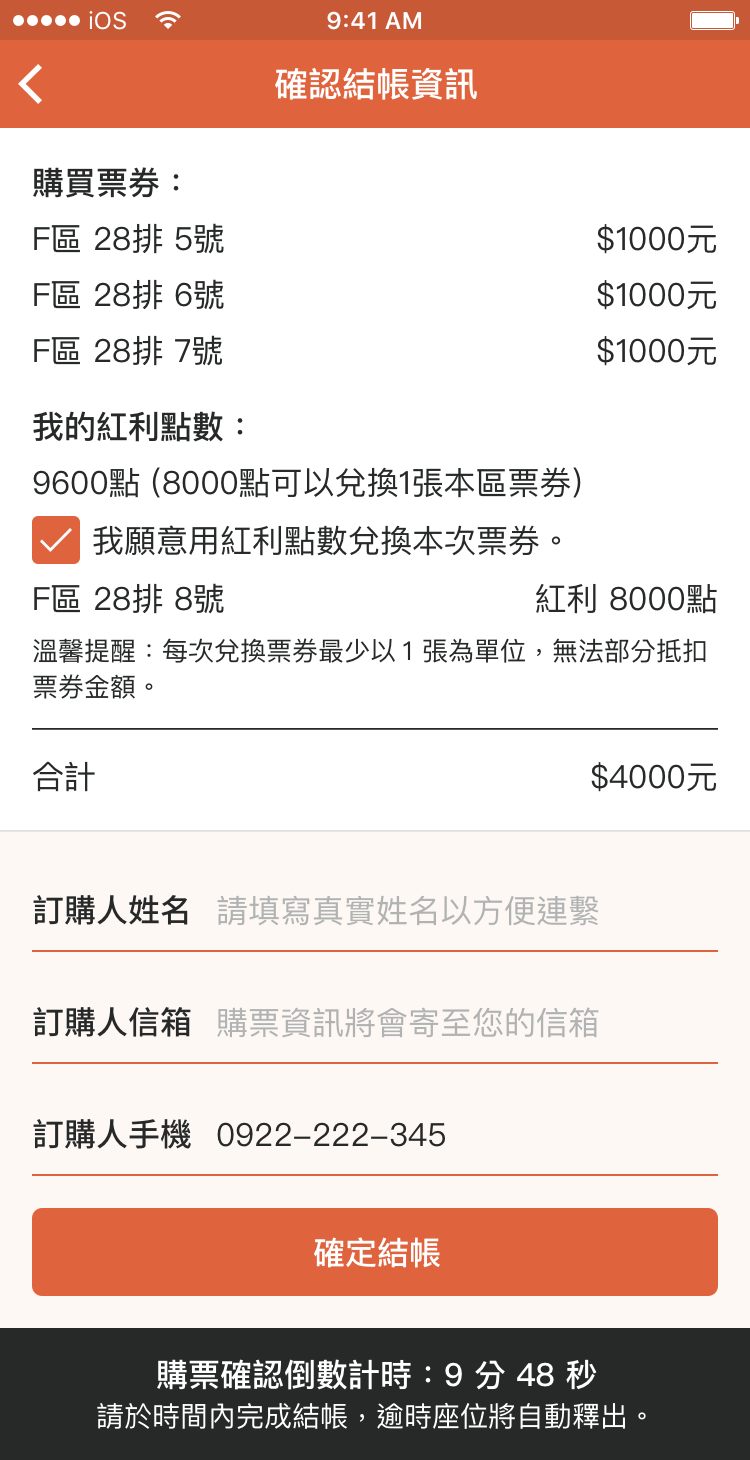 ●●●●● iOS 9:41 AM
確認結帳資訊
購買票券：
F區 28排 5號 $1000元
F區 28排 6號 $1000元
F區 28排 7號 $1000元
我的紅利點數：
9600點 (8000點可以兌換1張本區票券)
我願意用紅利點數兌換本次票券。
F區 28排 8號 紅利 8000點
溫馨提醒：每次兌換票券最少以 1 張為單位，無法部分抵扣
票券金額。
合計 $4000元
訂購人姓名 請填寫真實姓名以方便連繫
訂購人信箱 購票資訊將會寄至您的信箱
訂購人手機 0922–222–345
確定結帳
購票確認倒數計時：9 分 48 秒
請於時間內完成結帳，逾時座位將自動釋出。